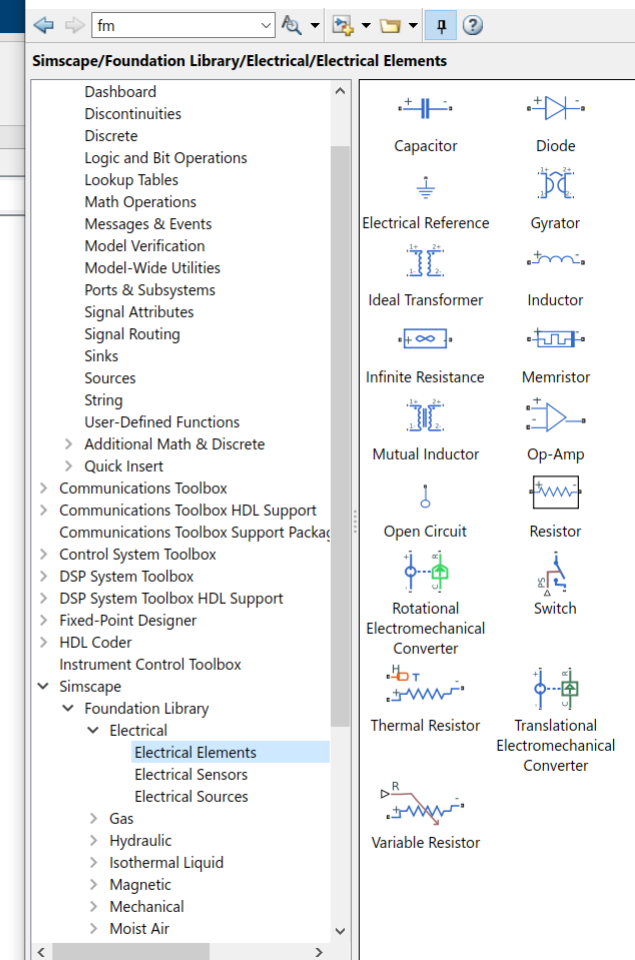 fm
Simscape/Foundation Library/Electrical/Electrical Elements
Dashboard
Discontinuities
Discrete
Logic and Bit Operations
Lookup Tables
Math Operations
Messages & Events
Model Verification
Model-Wide Utilities
Ports & Subsystems
Signal Attributes
Signal Routing
Sinks
Sources
String
User-Defined Functions
Additional Math & Discrete
Quick Insert
Communications Toolbox
Communications Toolbox HDL Support
Communications Toolbox Support Packag
Control System Toolbox
DSP System Toolbox
DSP System Toolbox HDL Support
Fixed-Point Designer
HDL Coder
Instrument Control Toolbox
Simscape
Foundation Library
Electrical
Electrical Elements
Electrical Sensors
Electrical Sources
Gas
Hydraulic
Isothermal Liquid
Magnetic
Mechanical
Moist Air
Capacitor
Diode
Electrical Reference
Gyrator
Ideal Transformer
Inductor
Infinite Resistance
Memristor
Mutual Inductor
Op-Amp
Open Circuit
Resistor
Rotational
Electromechanical
Converter
PS
Switch
H
T
Thermal Resistor
Translational
Electromechanical
Converter
R
Variable Resistor